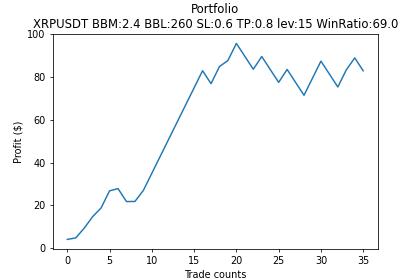 Portfolio
XRPUSDT BBM:2.4 BBL:260 SL:0.6 TP:0.8 lev:15 WinRatio:69.0
100
80
60
40
20
0
Profit ($)
0 5 10 15 20 25 30 35
Trade counts